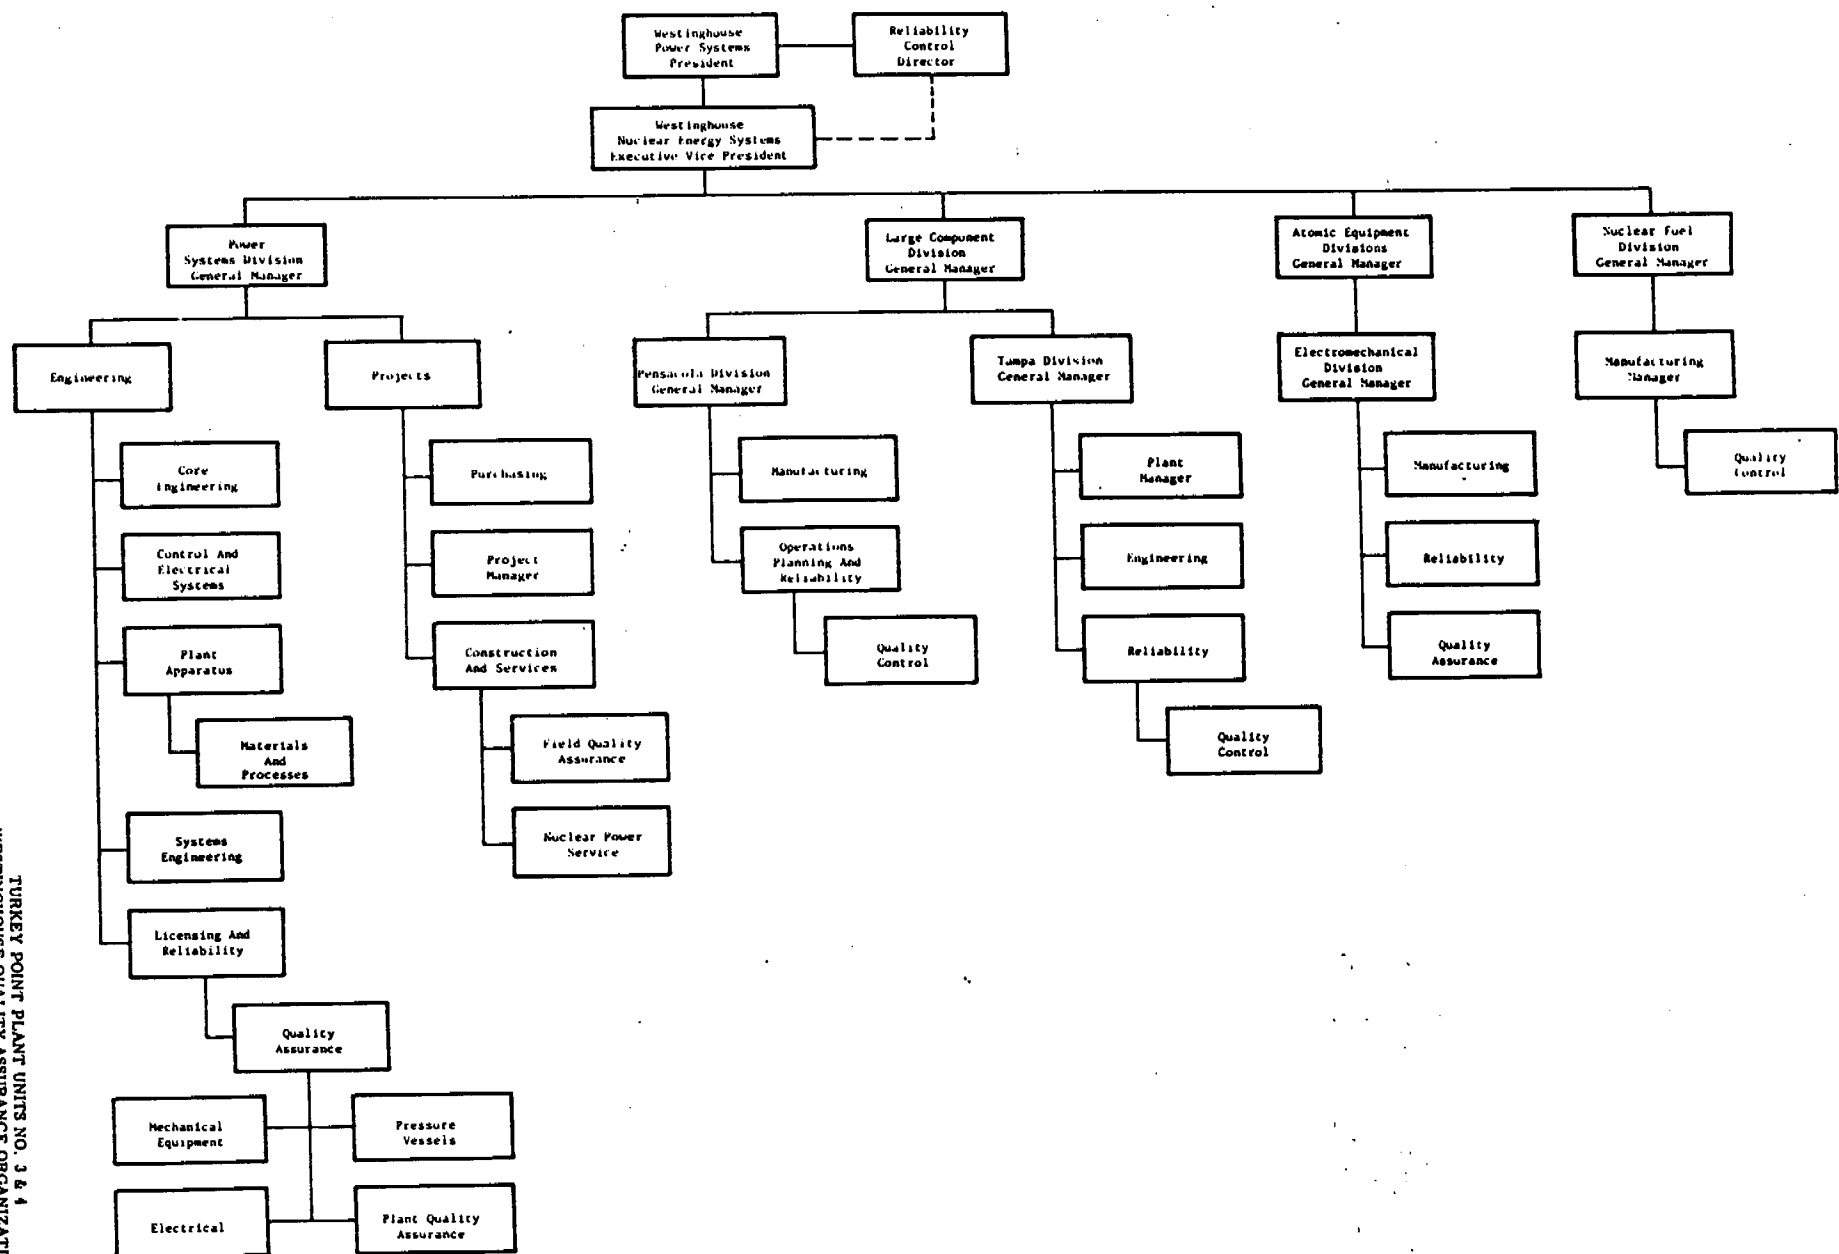 Westinghouse
Power Systems
President
Reliability
Control
Director
Westinghouse
Nuclear Energy Systems
Executive Vice President
Power
Systems Division
General Manager
Large Component
Division
General Manager
Atomic Equipment
Divisions
General Manager
Nuclear Fuel
Division
General Manager
Engineering
Projects
Pensacola Division
General Manager
Tampa Division
General Manager
Electromechanical
Division
General Manager
Manufacturing
Manager
Core
Engineering
Purchasing
Manufacturing
Plant
Manager
Manufacturing
Quality
Control
Control And
Electrical
Systems
Project
Manager
Operations
Planning And
Reliability
Engineering
Reliability
Plant
Apparatus
Construction
And Services
Quality
Control
Reliability
Quality
Assurance
Materials
And
Processes
Field Quality
Assurance
Quality
Control
Systems
Engineering
Nuclear Power
Service
Licensing And
Reliability
Quality
Assurance
Mechanical
Equipment
Pressure
Vessels
Electrical
Plant Quality
Assurance
TURKEY POINT PLANT UNITS NO. 3 & 4
QUALITY ASSURANCE